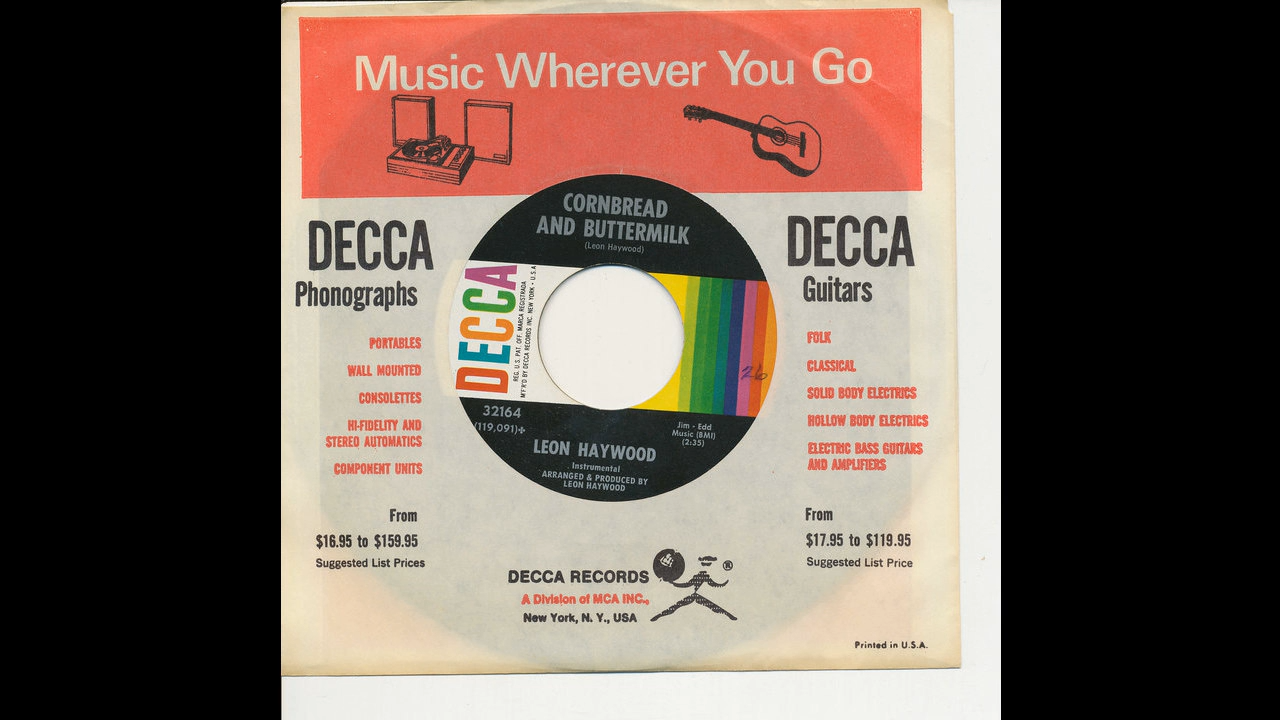 Music Wherever You Go
DECCA
Phonographs
PORTABLES
WALL MOUNTED
CONSOLETTES
HI-FIDELITY AND
STEREO AUTOMATICS
COMPONENT UNITS
From
$16.95 to $159.95
Suggested List Prices
CORNBREAD
AND BUTTERMILK
(Leon Haywood)
DECCA
REG. U.S. PAT. OFF. MARCA REGISTRADA
M'F'R'D BY DECCA RECORDS INC. NEW YORK • U.S.A
26
32164
(119,091)+
Jim - Edd
Music (BMI)
(2:35)
LEON HAYWOOD
Instrumental
ARRANGED & PRODUCED BY
LEON HAYWOOD
DECCA
Guitars
FOLK
CLASSICAL
SOLID BODY ELECTRICS
HOLLOW BODY ELECTRICS
ELECTRIC BASS GUITARS
AND AMPLIFIERS
From
$17.95 to $119.95
Suggested List Price
DECCA RECORDS ®
A Division of MCA INC.,
New York, N. Y., USA
Printed in U.S.A.